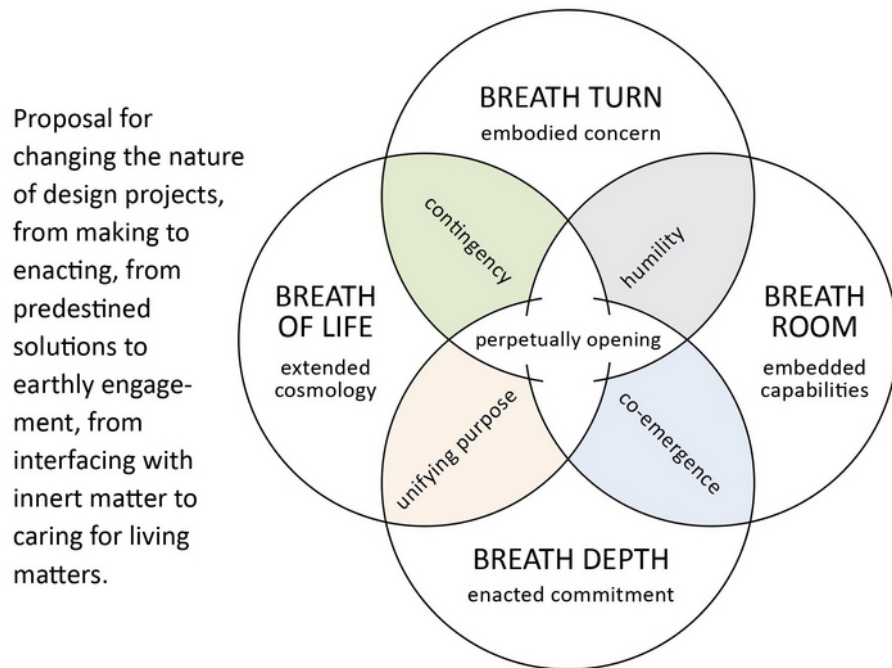 Proposal for
changing the nature
of design projects,
from making to
enacting, from
predestined
solutions to
earthly engage-
ment, from
interfacing with
innert matter to
caring for living
matters.
BREATH TURN
embodied concern
contingency
humility
BREATH
OF LIFE
extended
cosmology
perpetually opening
BREATH
ROOM
embedded
capabilities
unifying purpose
co-emergence
BREATH DEPTH
enacted commitment